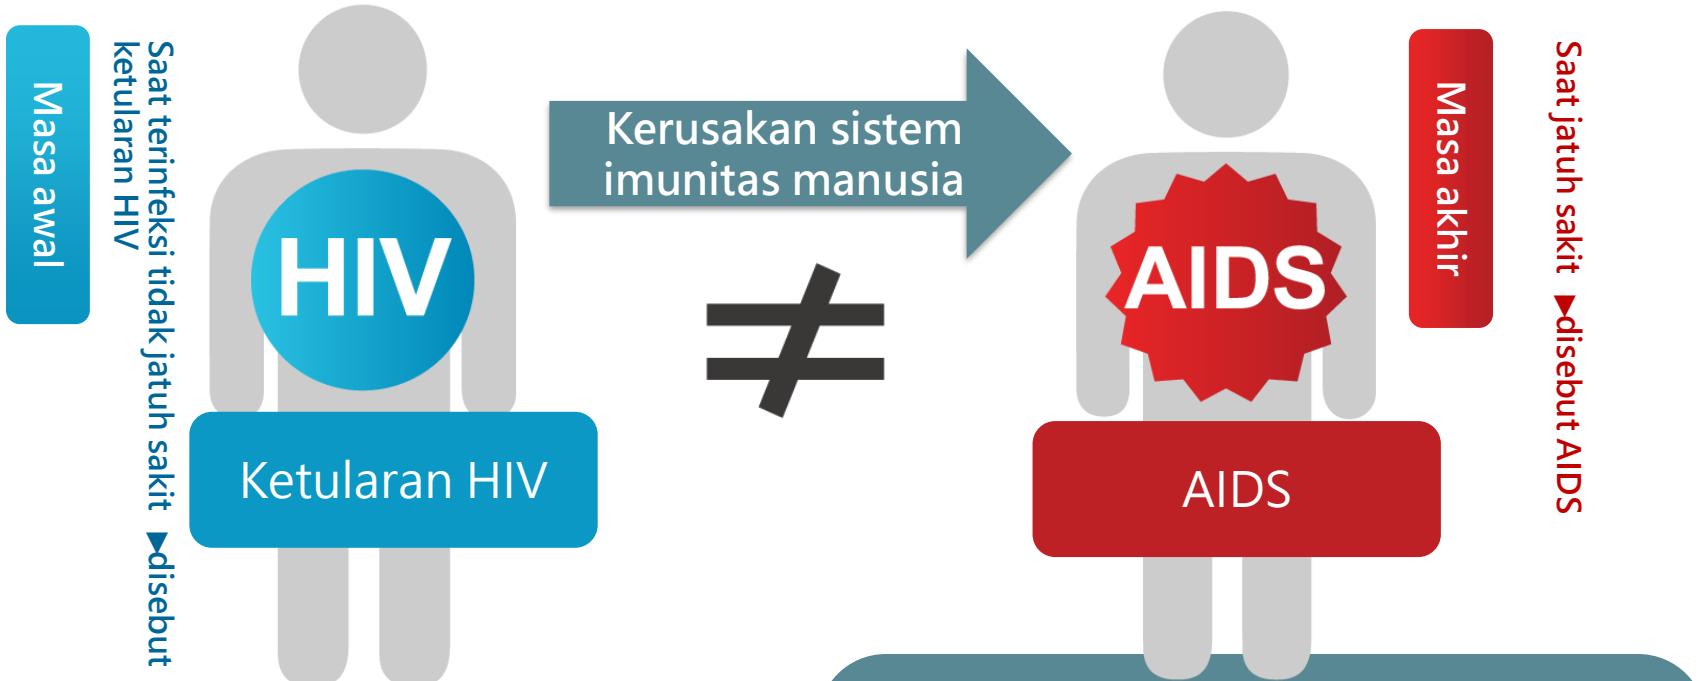 Masa awal
Saat terinfeksi tidak jatuh sakit ▶disebut
ketularan HIV
HIV
Ketularan HIV
Kerusakan sistem
imunitas manusia
≠
AIDS
AIDS
Masa akhir
Saat jatuh sakit ▶disebut AIDS